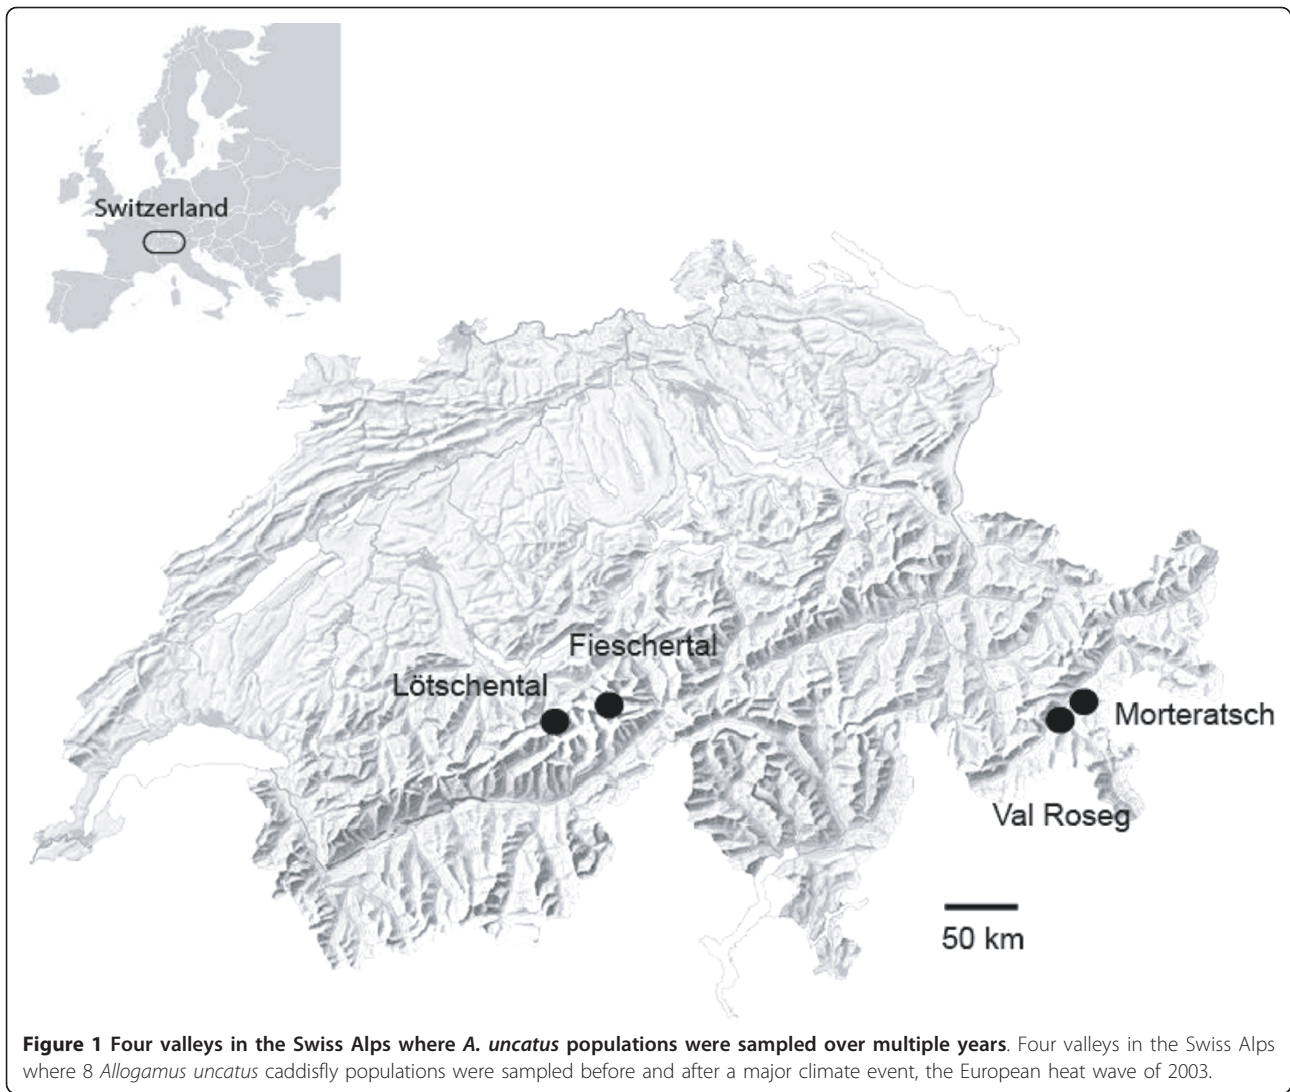 Switzerland
Fieschertal
Lötschental
Morteratsch
Val Roseg
50 km
Figure 1 Four valleys in the Swiss Alps where A. uncatus populations were sampled over multiple years. Four valleys in the Swiss Alps
where 8 Allogamus uncatus caddisfly populations were sampled before and after a major climate event, the European heat wave of 2003.